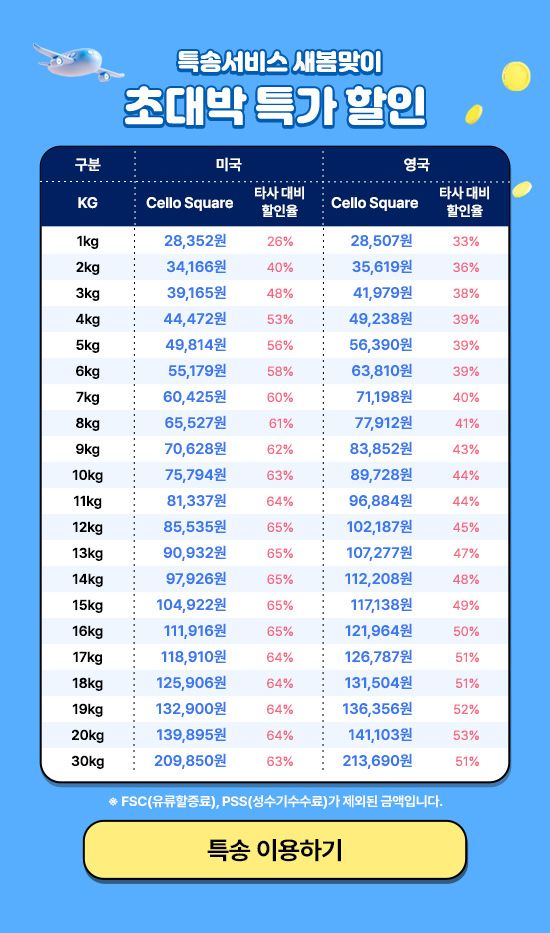 특송서비스 새봄맞이
초대박 특가 할인
구분 미국 영국
KG Cello Square 타사 대비 할인율 Cello Square 타사 대비 할인율
1kg 28,352원 26% 28,507원 33%
2kg 34,166원 40% 35,619원 36%
3kg 39,165원 48% 41,979원 38%
4kg 44,472원 53% 49,238원 39%
5kg 49,814원 56% 56,390원 39%
6kg 55,179원 58% 63,810원 39%
7kg 60,425원 60% 71,198원 40%
8kg 65,527원 61% 77,912원 41%
9kg 70,628원 62% 83,852원 43%
10kg 75,794원 63% 89,728원 44%
11kg 81,337원 64% 96,884원 44%
12kg 85,535원 65% 102,187원 45%
13kg 90,932원 65% 107,277원 47%
14kg 97,926원 65% 112,208원 48%
15kg 104,922원 65% 117,138원 49%
16kg 111,916원 65% 121,964원 50%
17kg 118,910원 64% 126,787원 51%
18kg 125,906원 64% 131,504원 51%
19kg 132,900원 64% 136,356원 52%
20kg 139,895원 64% 141,103원 53%
30kg 209,850원 63% 213,690원 51%
※ FSC(유류할증료), PSS(성수기수수료)가 제외된 금액입니다.
특송 이용하기